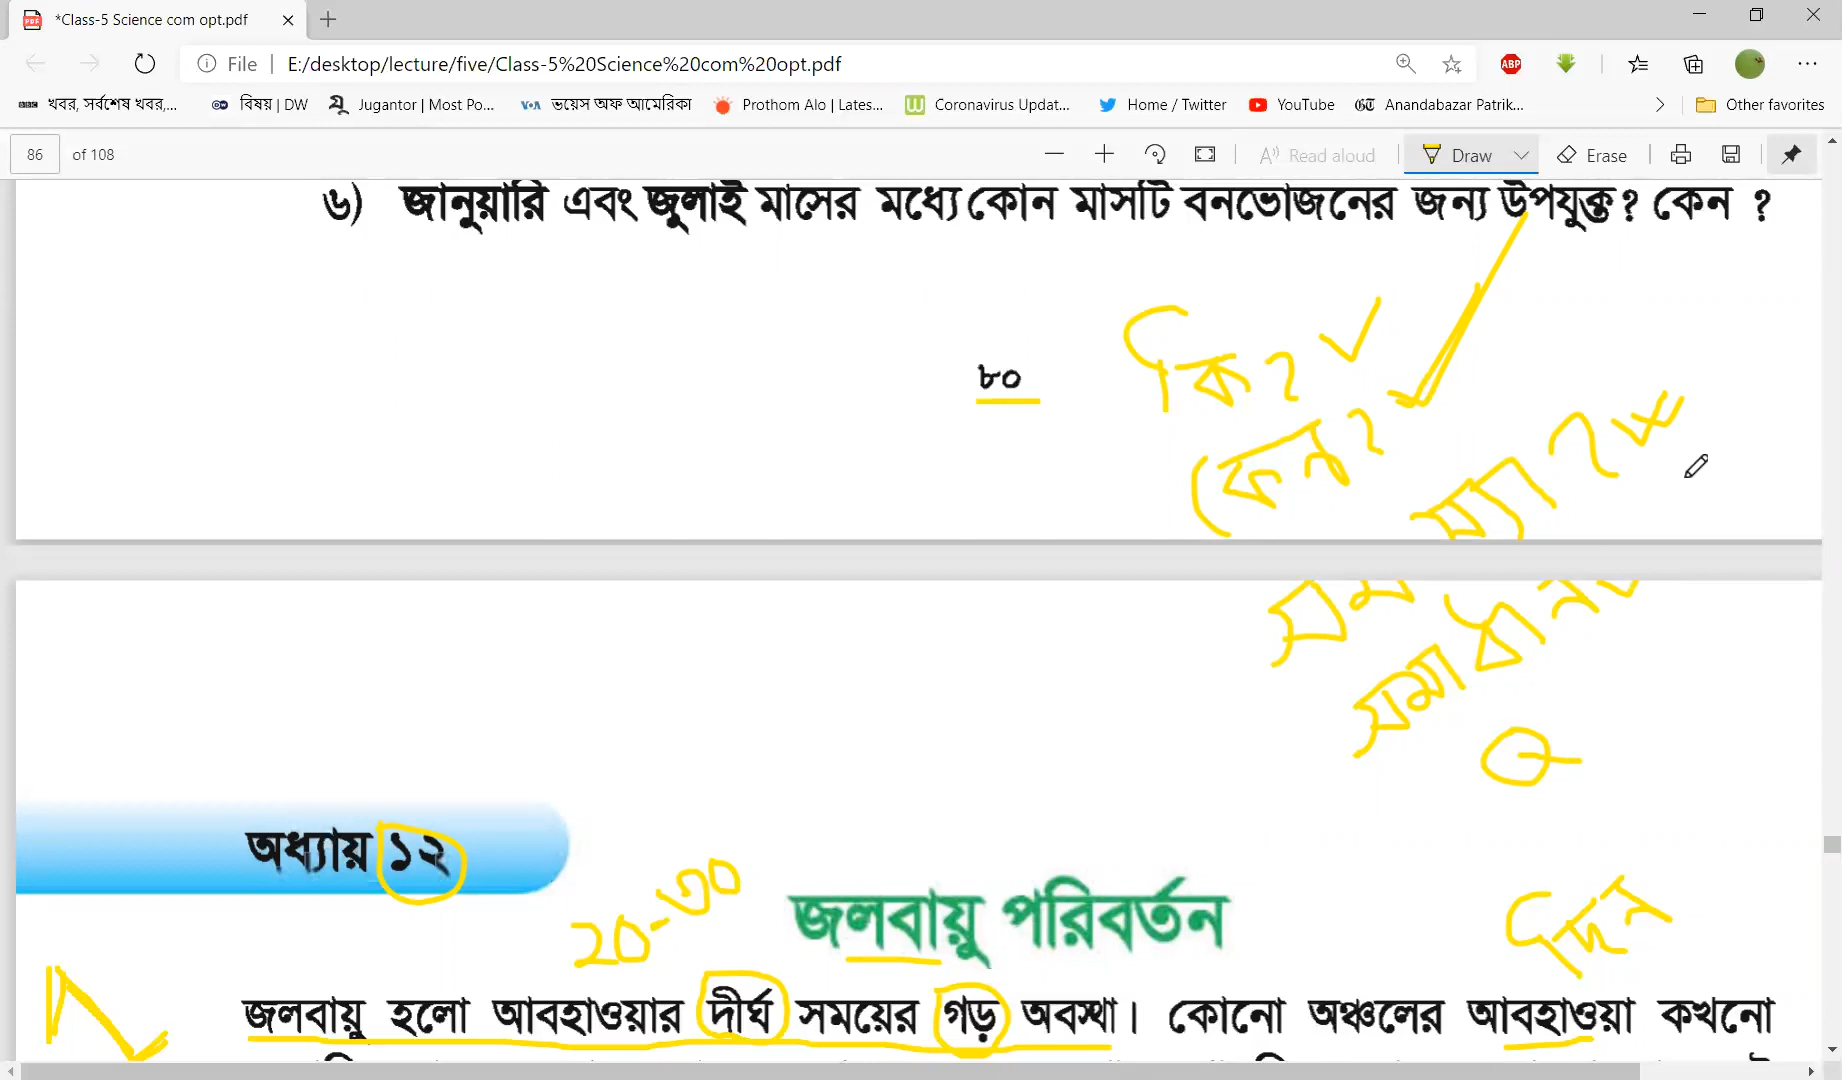 *Class-5 Science com opt.pdf
File E:/desktop/lecture/five/Class-5%20Science%20com%20opt.pdf
খবর, সর্বশেষ খবর,... বিষয় | DW Jugantor | Most Po... ভয়েস অফ আমেরিকা Prothom Alo | Lates... Coronavirus Updat... Home / Twitter YouTube Anandabazar Patrik... Other favorites
86 of 108 Read aloud Draw Erase
৬) জানুয়ারি এবং জুলাই মাসের মধ্যে কোন মাসটি বনভোজনের জন্য উপযুক্ত? কেন ?
কি?
৮০
কেন?
অধ্যায় ১২
20-৩০
জলবায়ু পরিবর্তন
জলবায়ু হলো আবহাওয়ার দীর্ঘ সময়ের গড় অবস্থা। কোনো অঞ্চলের আবহাওয়া কখনো